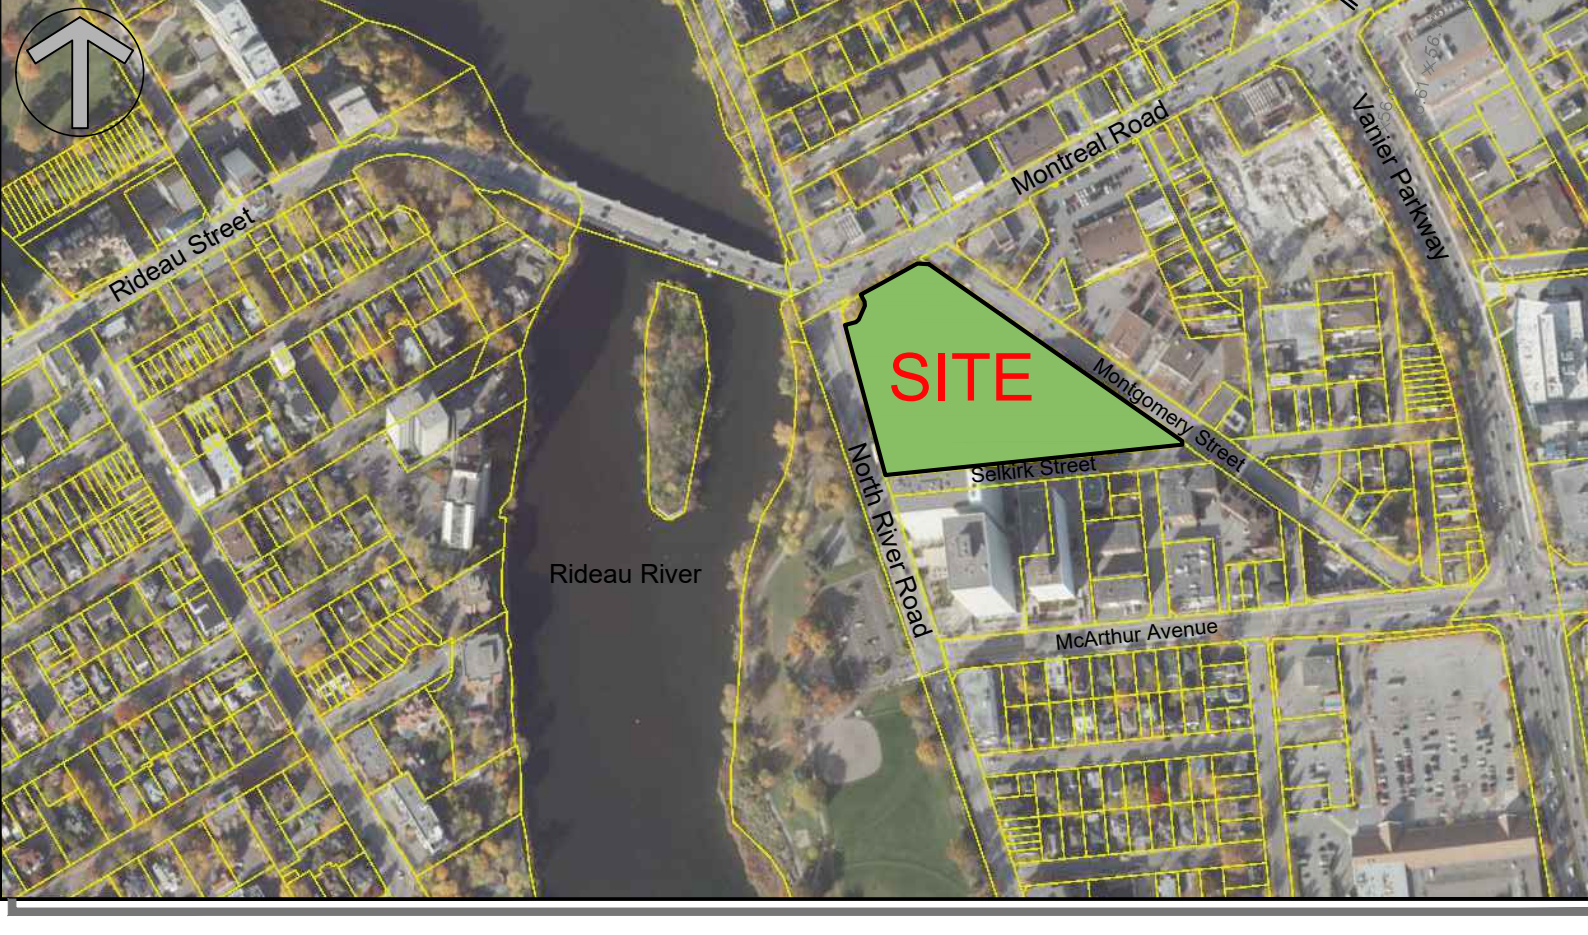 Montreal Road
Vanier Parkway
Rideau Street
SITE
Montgomery Street
Selkirk Street
North River Road
Rideau River
McArthur Avenue